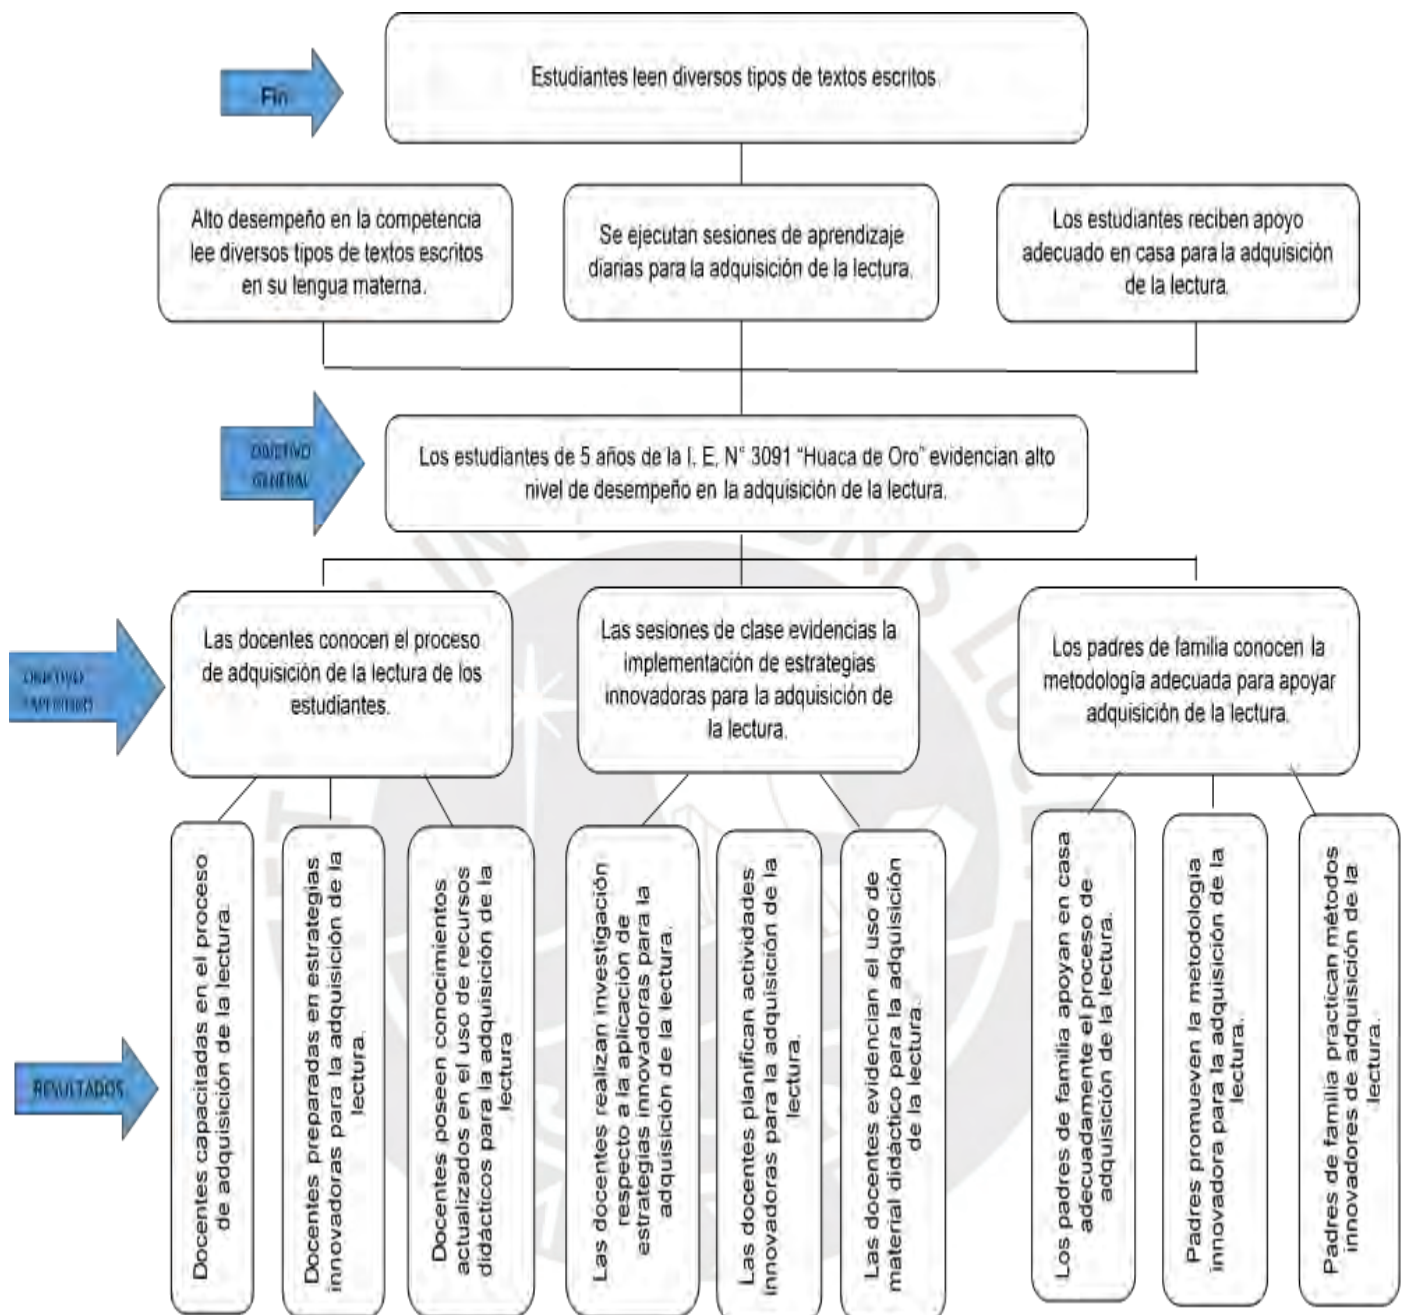 Fin
Estudiantes leen diversos tipos de textos escritos.
Alto desempeño en la competencia
lee diversos tipos de textos escritos
en su lengua materna.
Se ejecutan sesiones de aprendizaje
diarias para la adquisición de la lectura.
Los estudiantes reciben apoyo
adecuado en casa para la adquisición
de la lectura.
OBJETIVO
GENERAL
Los estudiantes de 5 años de la I. E. N° 3091 “Huaca de Oro” evidencian alto
nivel de desempeño en la adquisición de la lectura.
OBJETIVO
Las docentes conocen el proceso
de adquisición de la lectura de los
estudiantes.
Las sesiones de clase evidencias la
implementación de estrategias
innovadoras para la adquisición de
la lectura.
Los padres de familia conocen la
metodología adecuada para apoyar
adquisición de la lectura.
RESULTADOS
Docentes capacitadas en el proceso
de adquisición de la lectura.
Docentes preparadas en estrategias
innovadoras para la adquisición de la
lectura.
Docentes poseen conocimientos
actualizados en el uso de recursos
didácticos para la adquisición de la
lectura
Las docentes realizan investigación
respecto a la aplicación de
estrategias innovadoras para la
adquisición de la lectura.
Las docentes planifican actividades
innovadoras para la adquisición de la
lectura.
Las docentes evidencian el uso de
material didáctico para la adquisición
de la lectura.
Los padres de familia apoyan en casa
adecuadamente el proceso de
adquisición de la lectura.
Padres promueven la metodología
innovadora para la adquisición de la
lectura.
Padres de familia practican métodos
innovadores de adquisición de la
lectura.